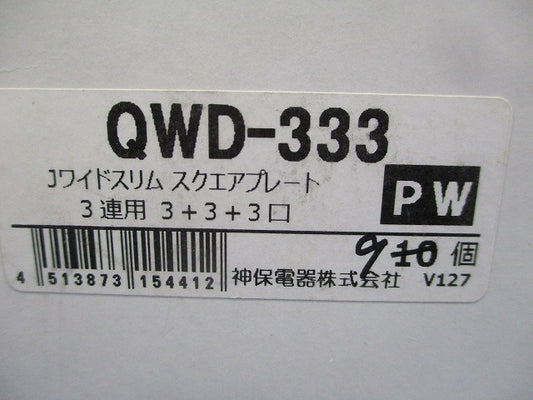 QWD-333
Jワイドスリム スクエアプレート
3連用 3+3+3口
PW
9 10 個
4 513873 154412
神保電器株式会社 V127